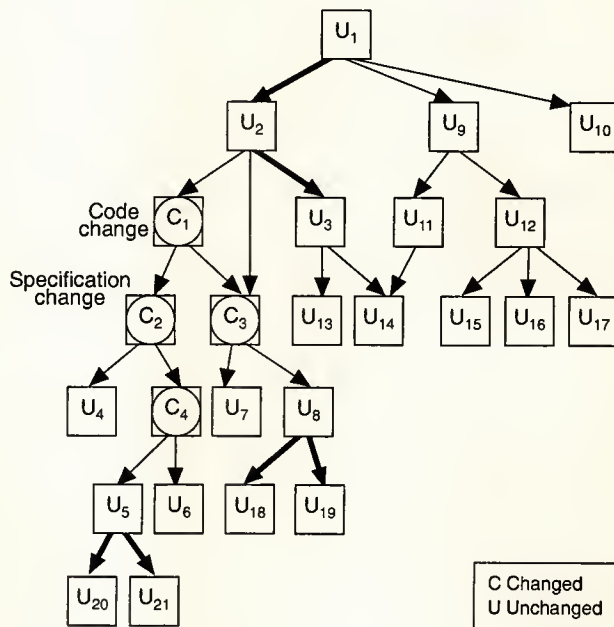 U1
U2 U9 U10
Code
change
C1 U3 U11 U12
Specification
change
C2 C3 U13 U14 U15 U16 U17
U4 C4 U7 U8
U5 U6 U18 U19
U20 U21
C Changed
U Unchanged